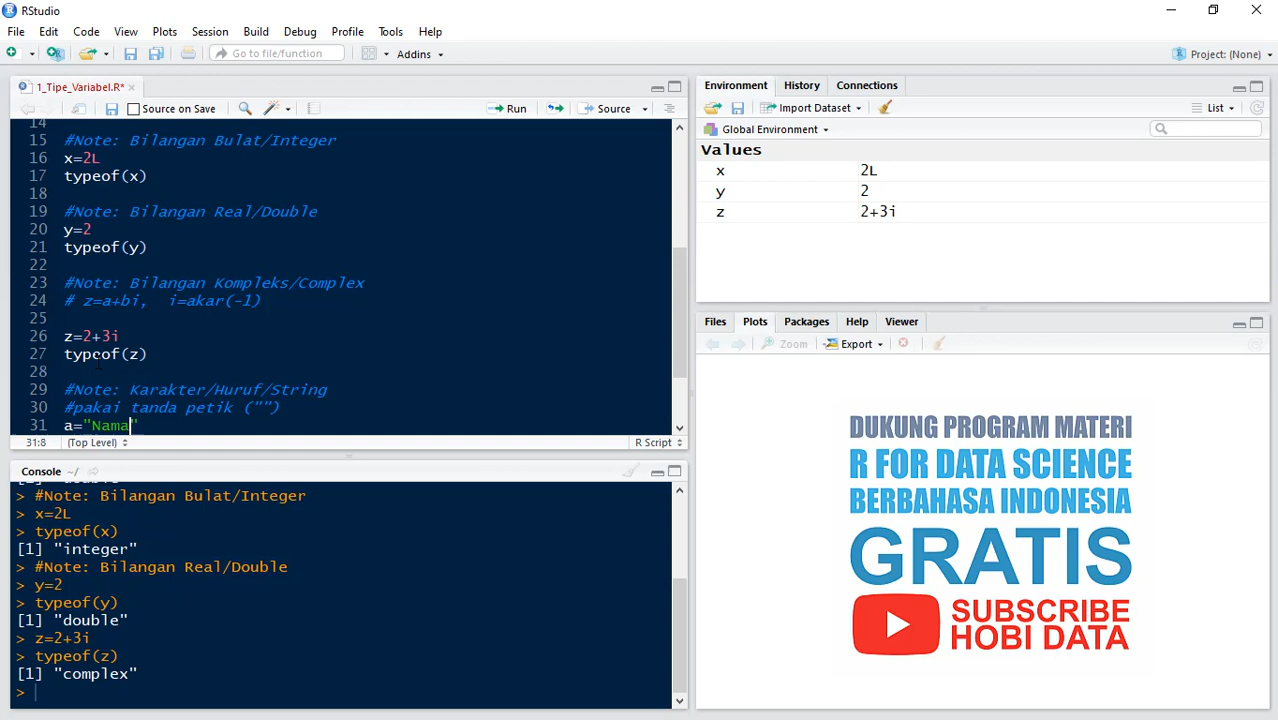 RStudio
File Edit Code View Plots Session Build Debug Profile Tools Help
Go to file/function Addins Project: (None)
1_Tipe_Variabel.R*
Source on Save Run Source
14
15 #Note: Bilangan Bulat/Integer
16 x=2L
17 typeof(x)
18
19 #Note: Bilangan Real/Double
20 y=2
21 typeof(y)
22
23 #Note: Bilangan Kompleks/Complex
24 # z=a+bi, i=akar(-1)
25
26 z=2+3i
27 typeof(z)
28
29 #Note: Karakter/Huruf/String
30 #pakai tanda petik ("")
31 a="Nama"
31:8 (Top Level) R Script
Console ~/
> #Note: Bilangan Bulat/Integer
> x=2L
> typeof(x)
[1] "integer"
> #Note: Bilangan Real/Double
> y=2
> typeof(y)
[1] "double"
> z=2+3i
> typeof(z)
[1] "complex"
>
Environment History Connections
Import Dataset List
Global Environment
Values
x 2L
y 2
z 2+3i
Files Plots Packages Help Viewer
Zoom Export
DUKUNG PROGRAM MATERI
R FOR DATA SCIENCE
BERBAHASA INDONESIA
GRATIS
SUBSCRIBE
HOBI DATA